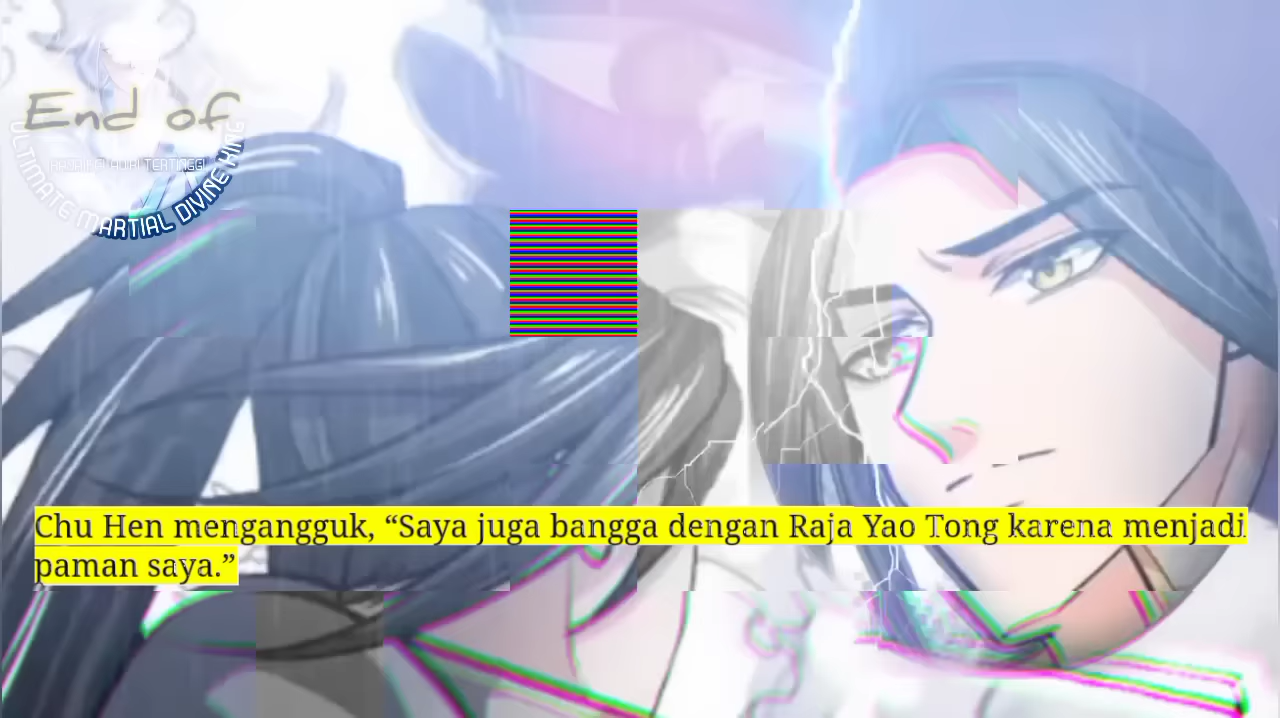 End of
ULTIMATE MARTIAL DIVINE KING
Chu Hen mengangguk, “Saya juga bangga dengan Raja Yao Tong karena menjadi
paman saya.”